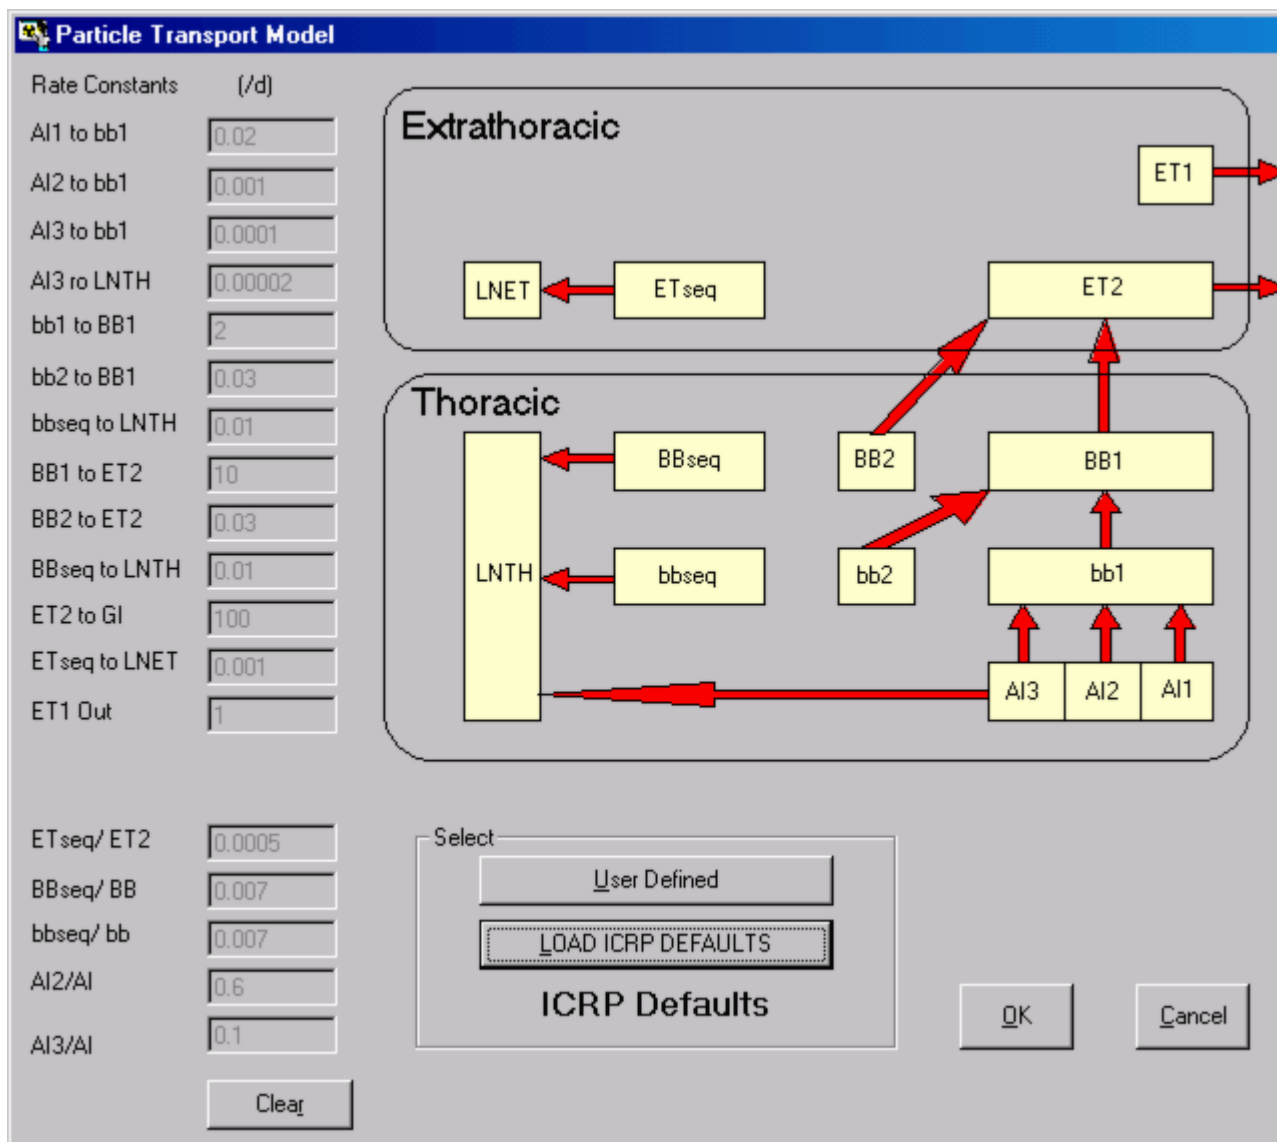 Particle Transport Model
Rate Constants (/d)
AI1 to bb1 0.02
AI2 to bb1 0.001
AI3 to bb1 0.0001
AI3 ro LNTH 0.00002
bb1 to BB1 2
bb2 to BB1 0.03
bbseq to LNTH 0.01
BB1 to ET2 10
BB2 to ET2 0.03
BBseq to LNTH 0.01
ET2 to GI 100
ETseq to LNET 0.001
ET1 Out 1
ETseq/ ET2 0.0005
BBseq/ BB 0.007
bbseq/ bb 0.007
AI2/AI 0.6
AI3/AI 0.1
Clear
Extrathoracic
ET1
LNET ETseq ET2
Thoracic
BBseq BB2 BB1
LNTH bbseq bb2 bb1
AI3 AI2 AI1
Select
User Defined
LOAD ICRP DEFAULTS
ICRP Defaults
OK Cancel